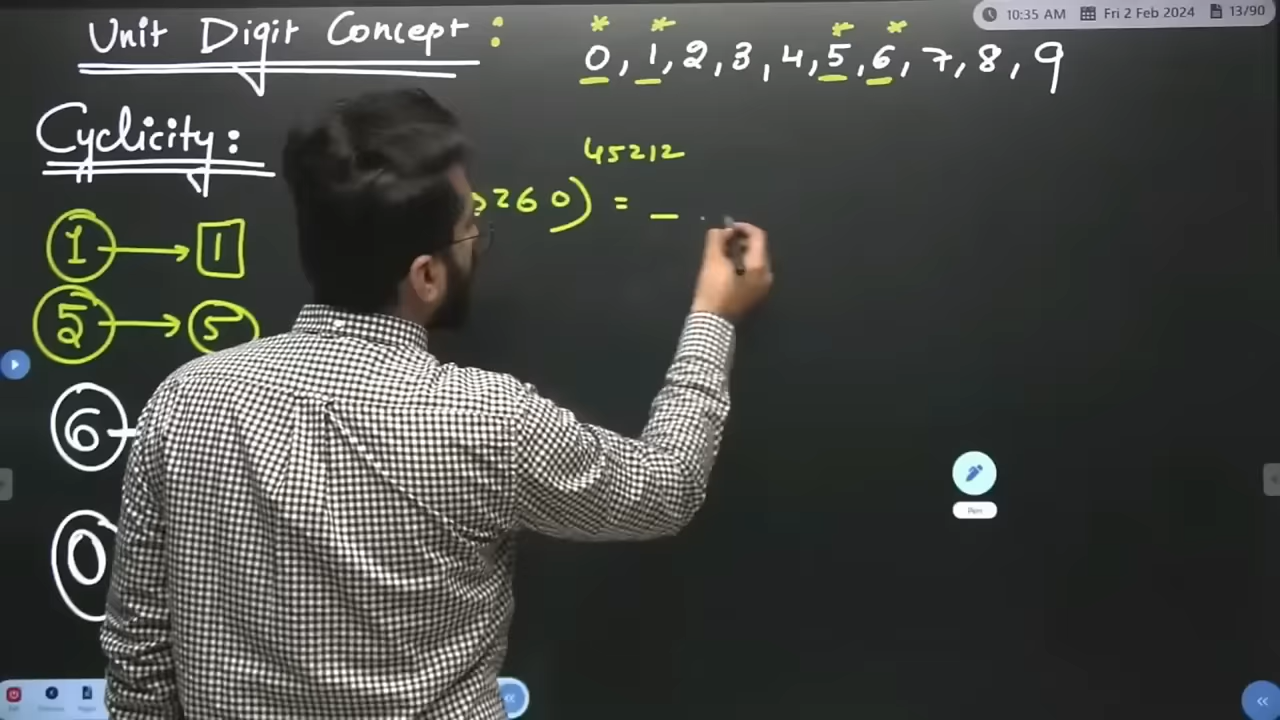 10:35 AM Fri 2 Feb 2024 13/90
Unit Digit Concept : 0, 1, 2, 3, 4, 5, 6, 7, 8, 9
* * * *
Cyclicity:
45212
260) = _
1 → 1
5 → 5
6
0
Pen